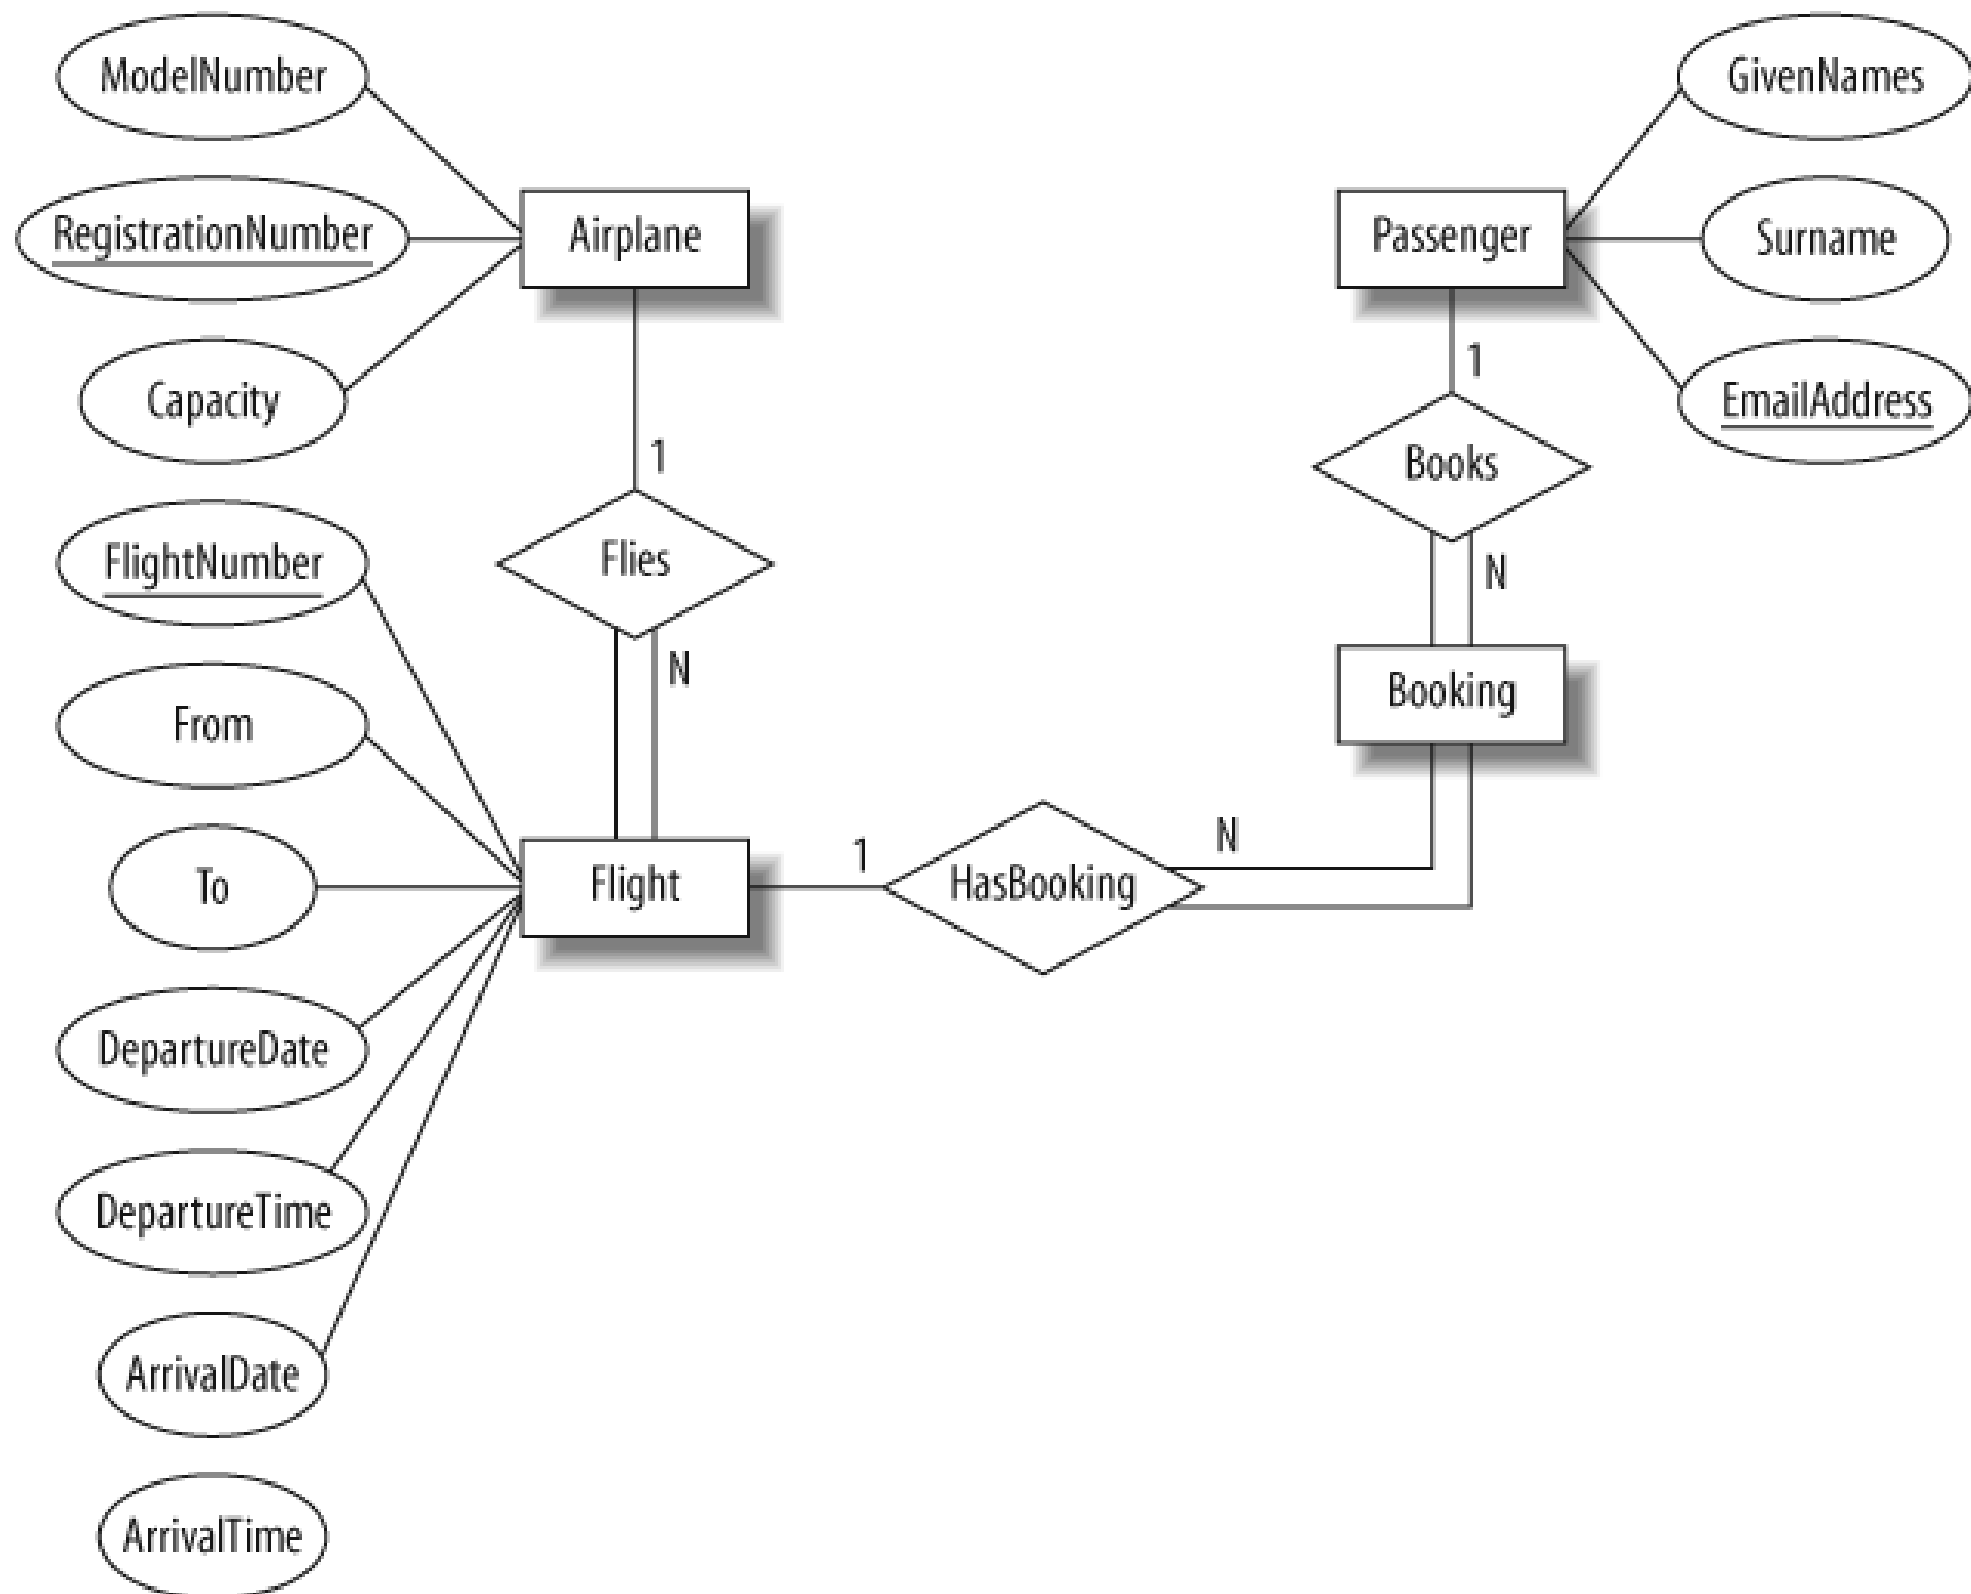 ModelNumber
GivenNames
RegistrationNumber
Airplane
Passenger
Surname
Capacity
1
1
EmailAddress
Books
FlightNumber
Flies
N
N
From
Booking
To
Flight
1
HasBooking
N
DepartureDate
DepartureTime
ArrivalDate
ArrivalTime